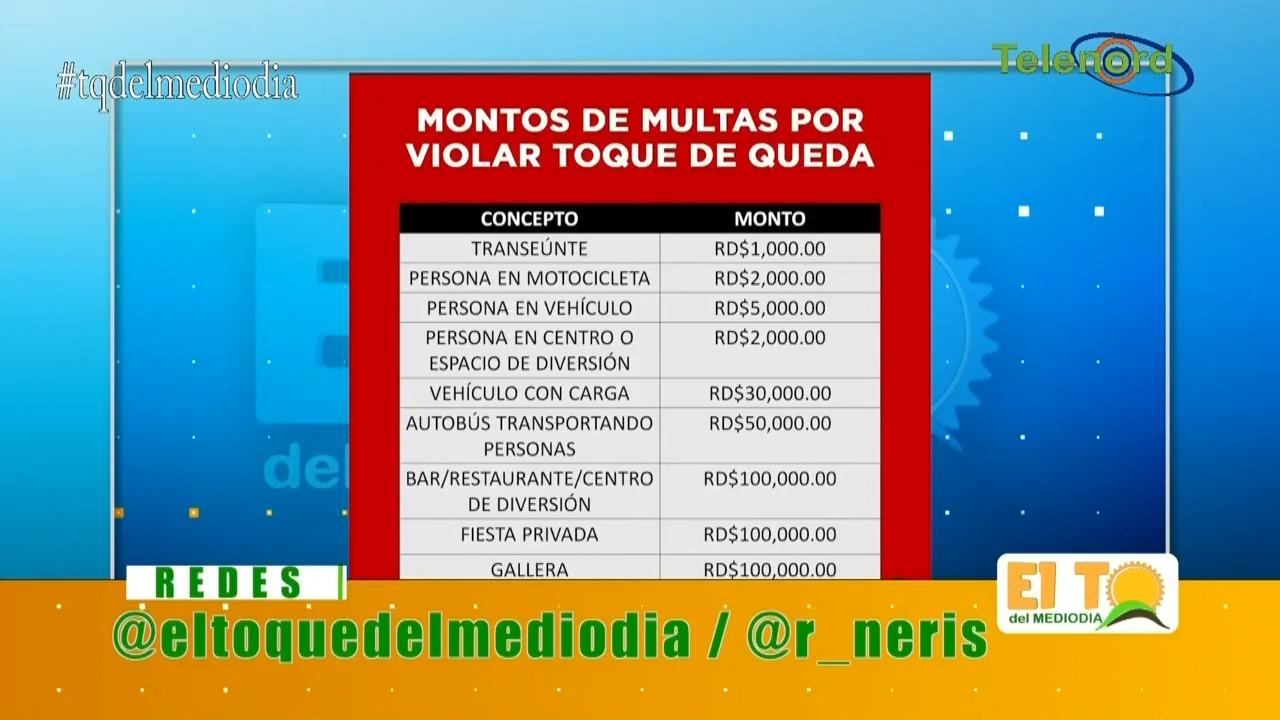 #tqdelmediodia
Telenord
MONTOS DE MULTAS POR
VIOLAR TOQUE DE QUEDA
CONCEPTO MONTO
TRANSEÚNTE RD$1,000.00
PERSONA EN MOTOCICLETA RD$2,000.00
PERSONA EN VEHÍCULO RD$5,000.00
PERSONA EN CENTRO O RD$2,000.00
ESPACIO DE DIVERSIÓN
VEHÍCULO CON CARGA RD$30,000.00
AUTOBÚS TRANSPORTANDO RD$50,000.00
PERSONAS
BAR/RESTAURANTE/CENTRO RD$100,000.00
DE DIVERSIÓN
FIESTA PRIVADA RD$100,000.00
GALLERA RD$100,000.00
del
REDES
@eltoquedelmediodia / @r_neris
El TO
del MEDIODIA